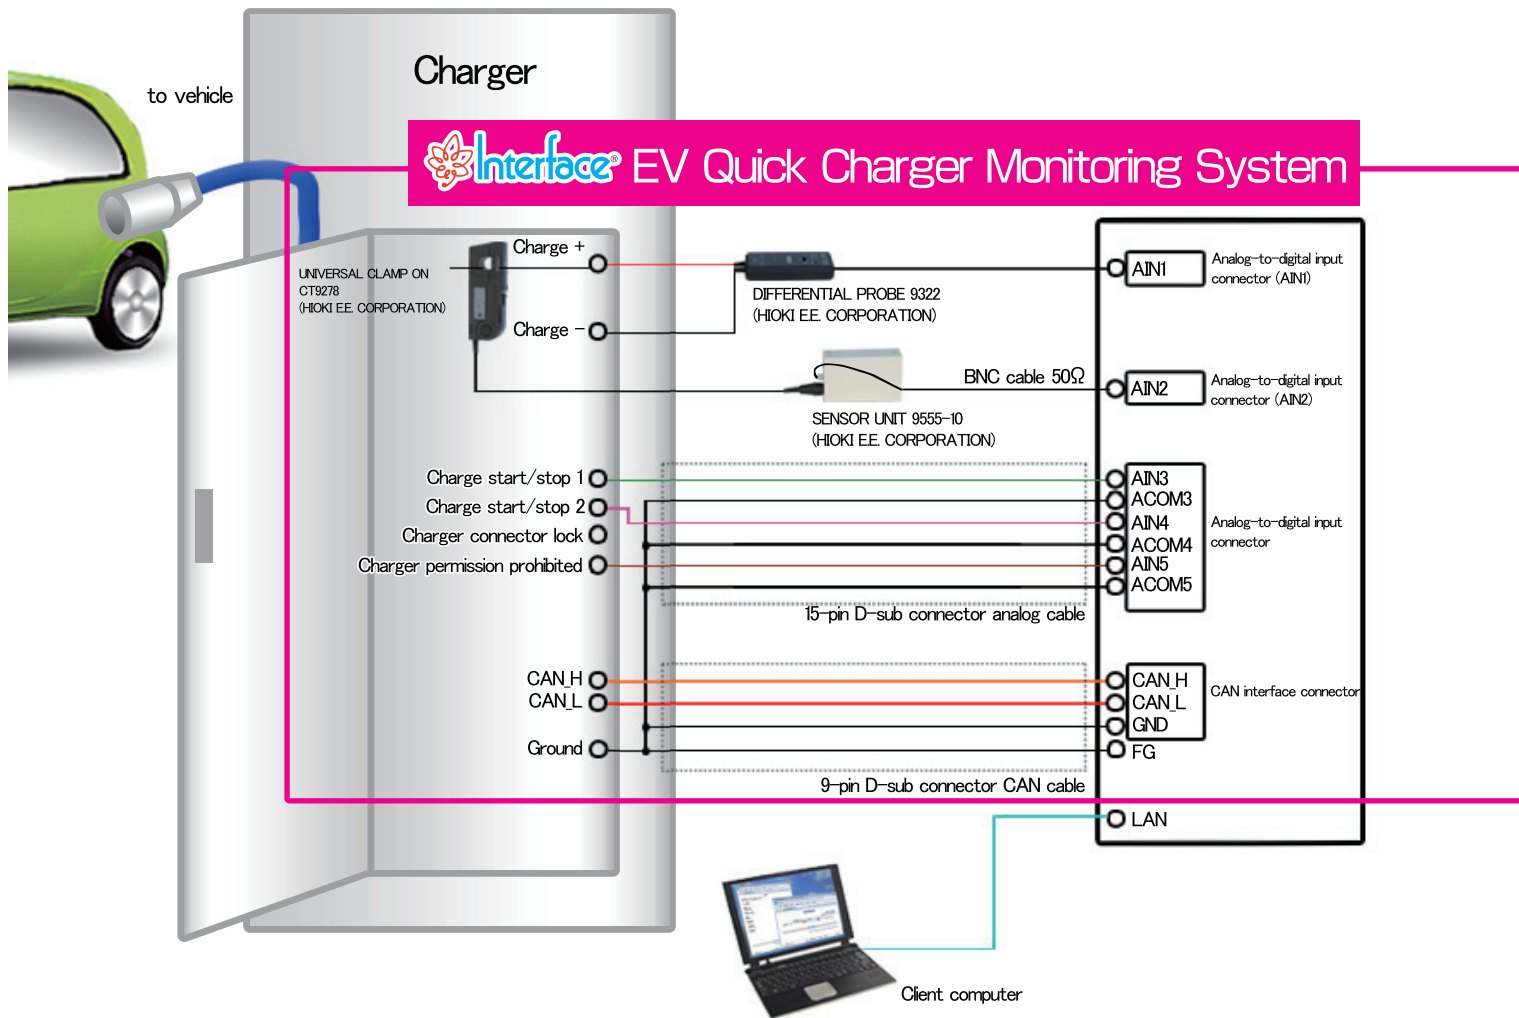 Charger
to vehicle
Interface® EV Quick Charger Monitoring System
Charge +
UNIVERSAL CLAMP ON
CT9278
(HIOKI E.E. CORPORATION)
Charge -
DIFFERENTIAL PROBE 9322
(HIOKI E.E. CORPORATION)
AIN1
Analog-to-digital input
connector (AIN1)
BNC cable 50Ω
AIN2
Analog-to-digital input
connector (AIN2)
SENSOR UNIT 9555-10
(HIOKI E.E. CORPORATION)
Charge start/stop 1
Charge start/stop 2
Charger connector lock
Charger permission prohibited
AIN3
ACOM3
AIN4
ACOM4
AIN5
ACOM5
Analog-to-digital input
connector
15-pin D-sub connector analog cable
CAN_H
CAN_L
Ground
CAN_H
CAN_L
GND
FG
CAN interface connector
9-pin D-sub connector CAN cable
LAN
Client computer